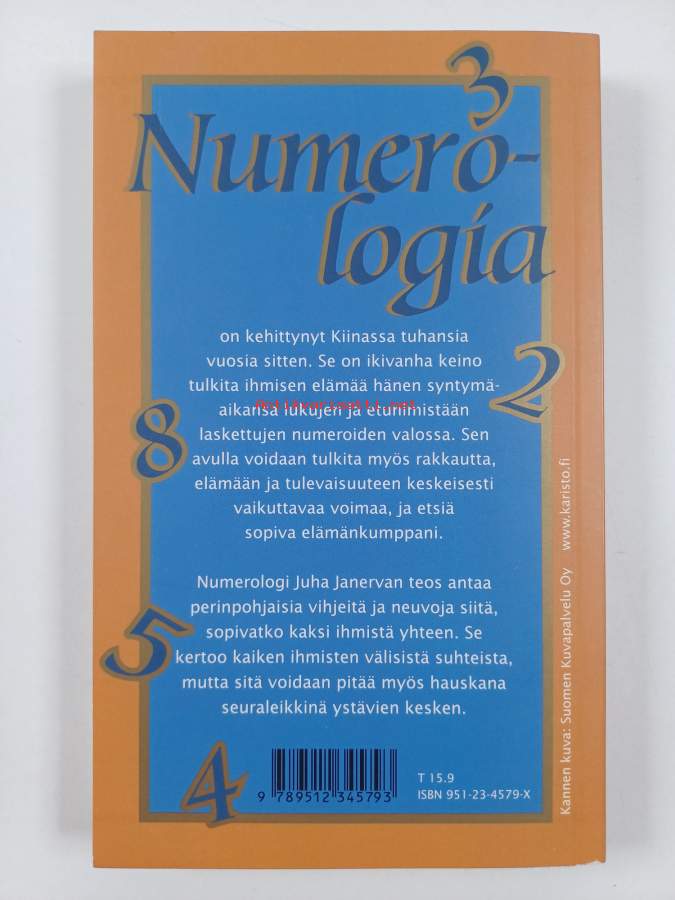 3
Numero-
logia
on kehittynyt Kiinassa tuhansia
vuosia sitten. Se on ikivanha keino
tulkita ihmisen elämää hänen syntymä-
aikansa lukujen ja etunimistään
Antikvariaatti.net
laskettujen numeroiden valossa. Sen
avulla voidaan tulkita myös rakkautta,
elämään ja tulevaisuuteen keskeisesti
vaikuttavaa voimaa, ja etsiä
sopiva elämänkumppani.
2
8
Numerologi Juha Janervan teos antaa
perinpohjaisia vihjeitä ja neuvoja siitä,
sopivatko kaksi ihmistä yhteen. Se
kertoo kaiken ihmisten välisistä suhteista,
mutta sitä voidaan pitää myös hauskana
seuraleikkinä ystävien kesken.
5
4
9 789512 345793
T 15.9
ISBN 951-23-4579-X
Kannen kuva: Suomen Kuvapalvelu Oy www.karisto.fi